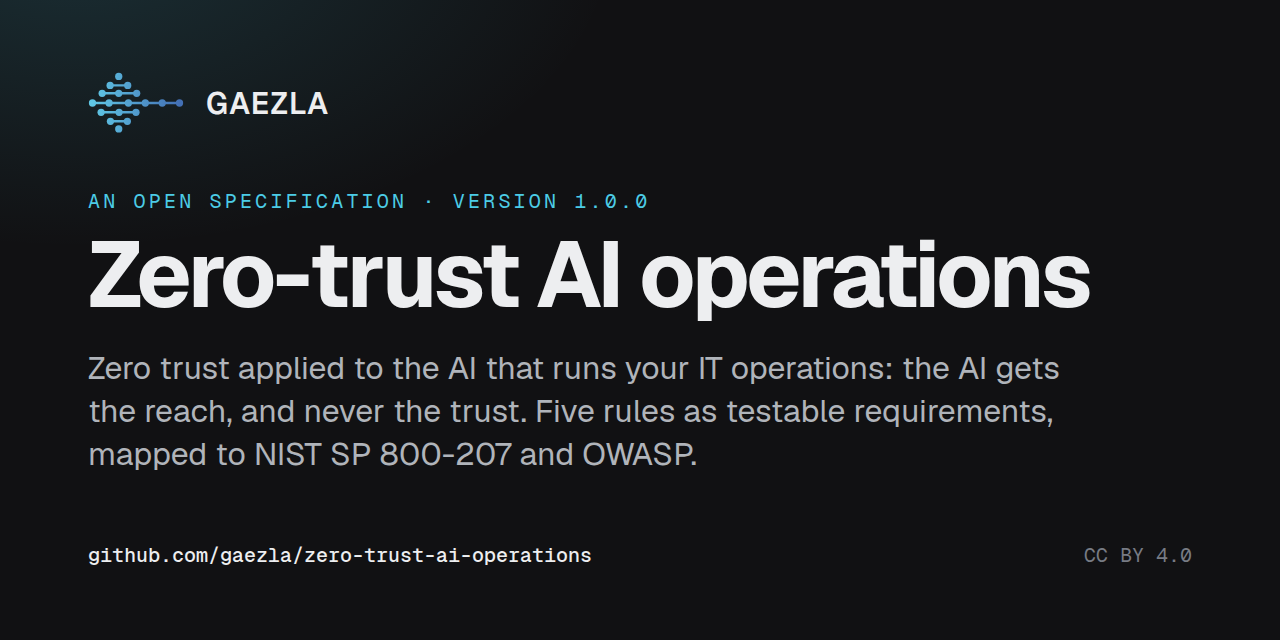 GAEZLA
AN OPEN SPECIFICATION · VERSION 1.0.0
Zero-trust AI operations
Zero trust applied to the AI that runs your IT operations: the AI gets
the reach, and never the trust. Five rules as testable requirements,
mapped to NIST SP 800-207 and OWASP.
github.com/gaezla/zero-trust-ai-operations
CC BY 4.0